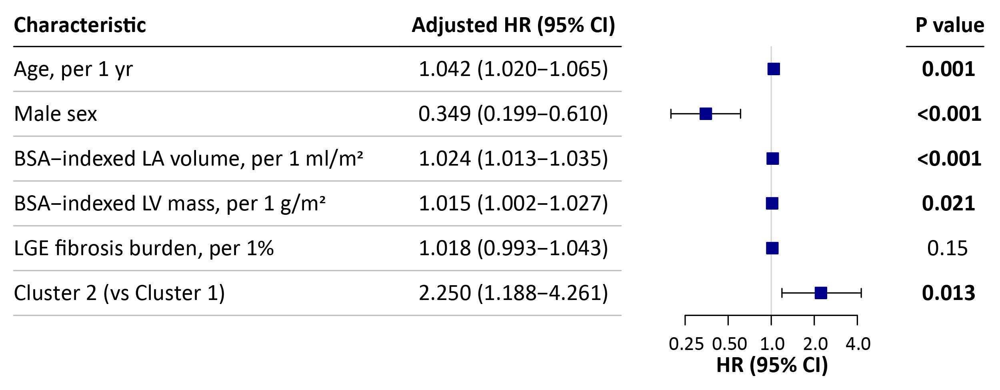 Characteristic Adjusted HR (95% CI) P value
Age, per 1 yr 1.042 (1.020–1.065) 0.001
Male sex 0.349 (0.199–0.610) <0.001
BSA–indexed LA volume, per 1 ml/m² 1.024 (1.013–1.035) <0.001
BSA–indexed LV mass, per 1 g/m² 1.015 (1.002–1.027) 0.021
LGE fibrosis burden, per 1% 1.018 (0.993–1.043) 0.15
Cluster 2 (vs Cluster 1) 2.250 (1.188–4.261) 0.013
0.25 0.50 1.0 2.0 4.0
HR (95% CI)